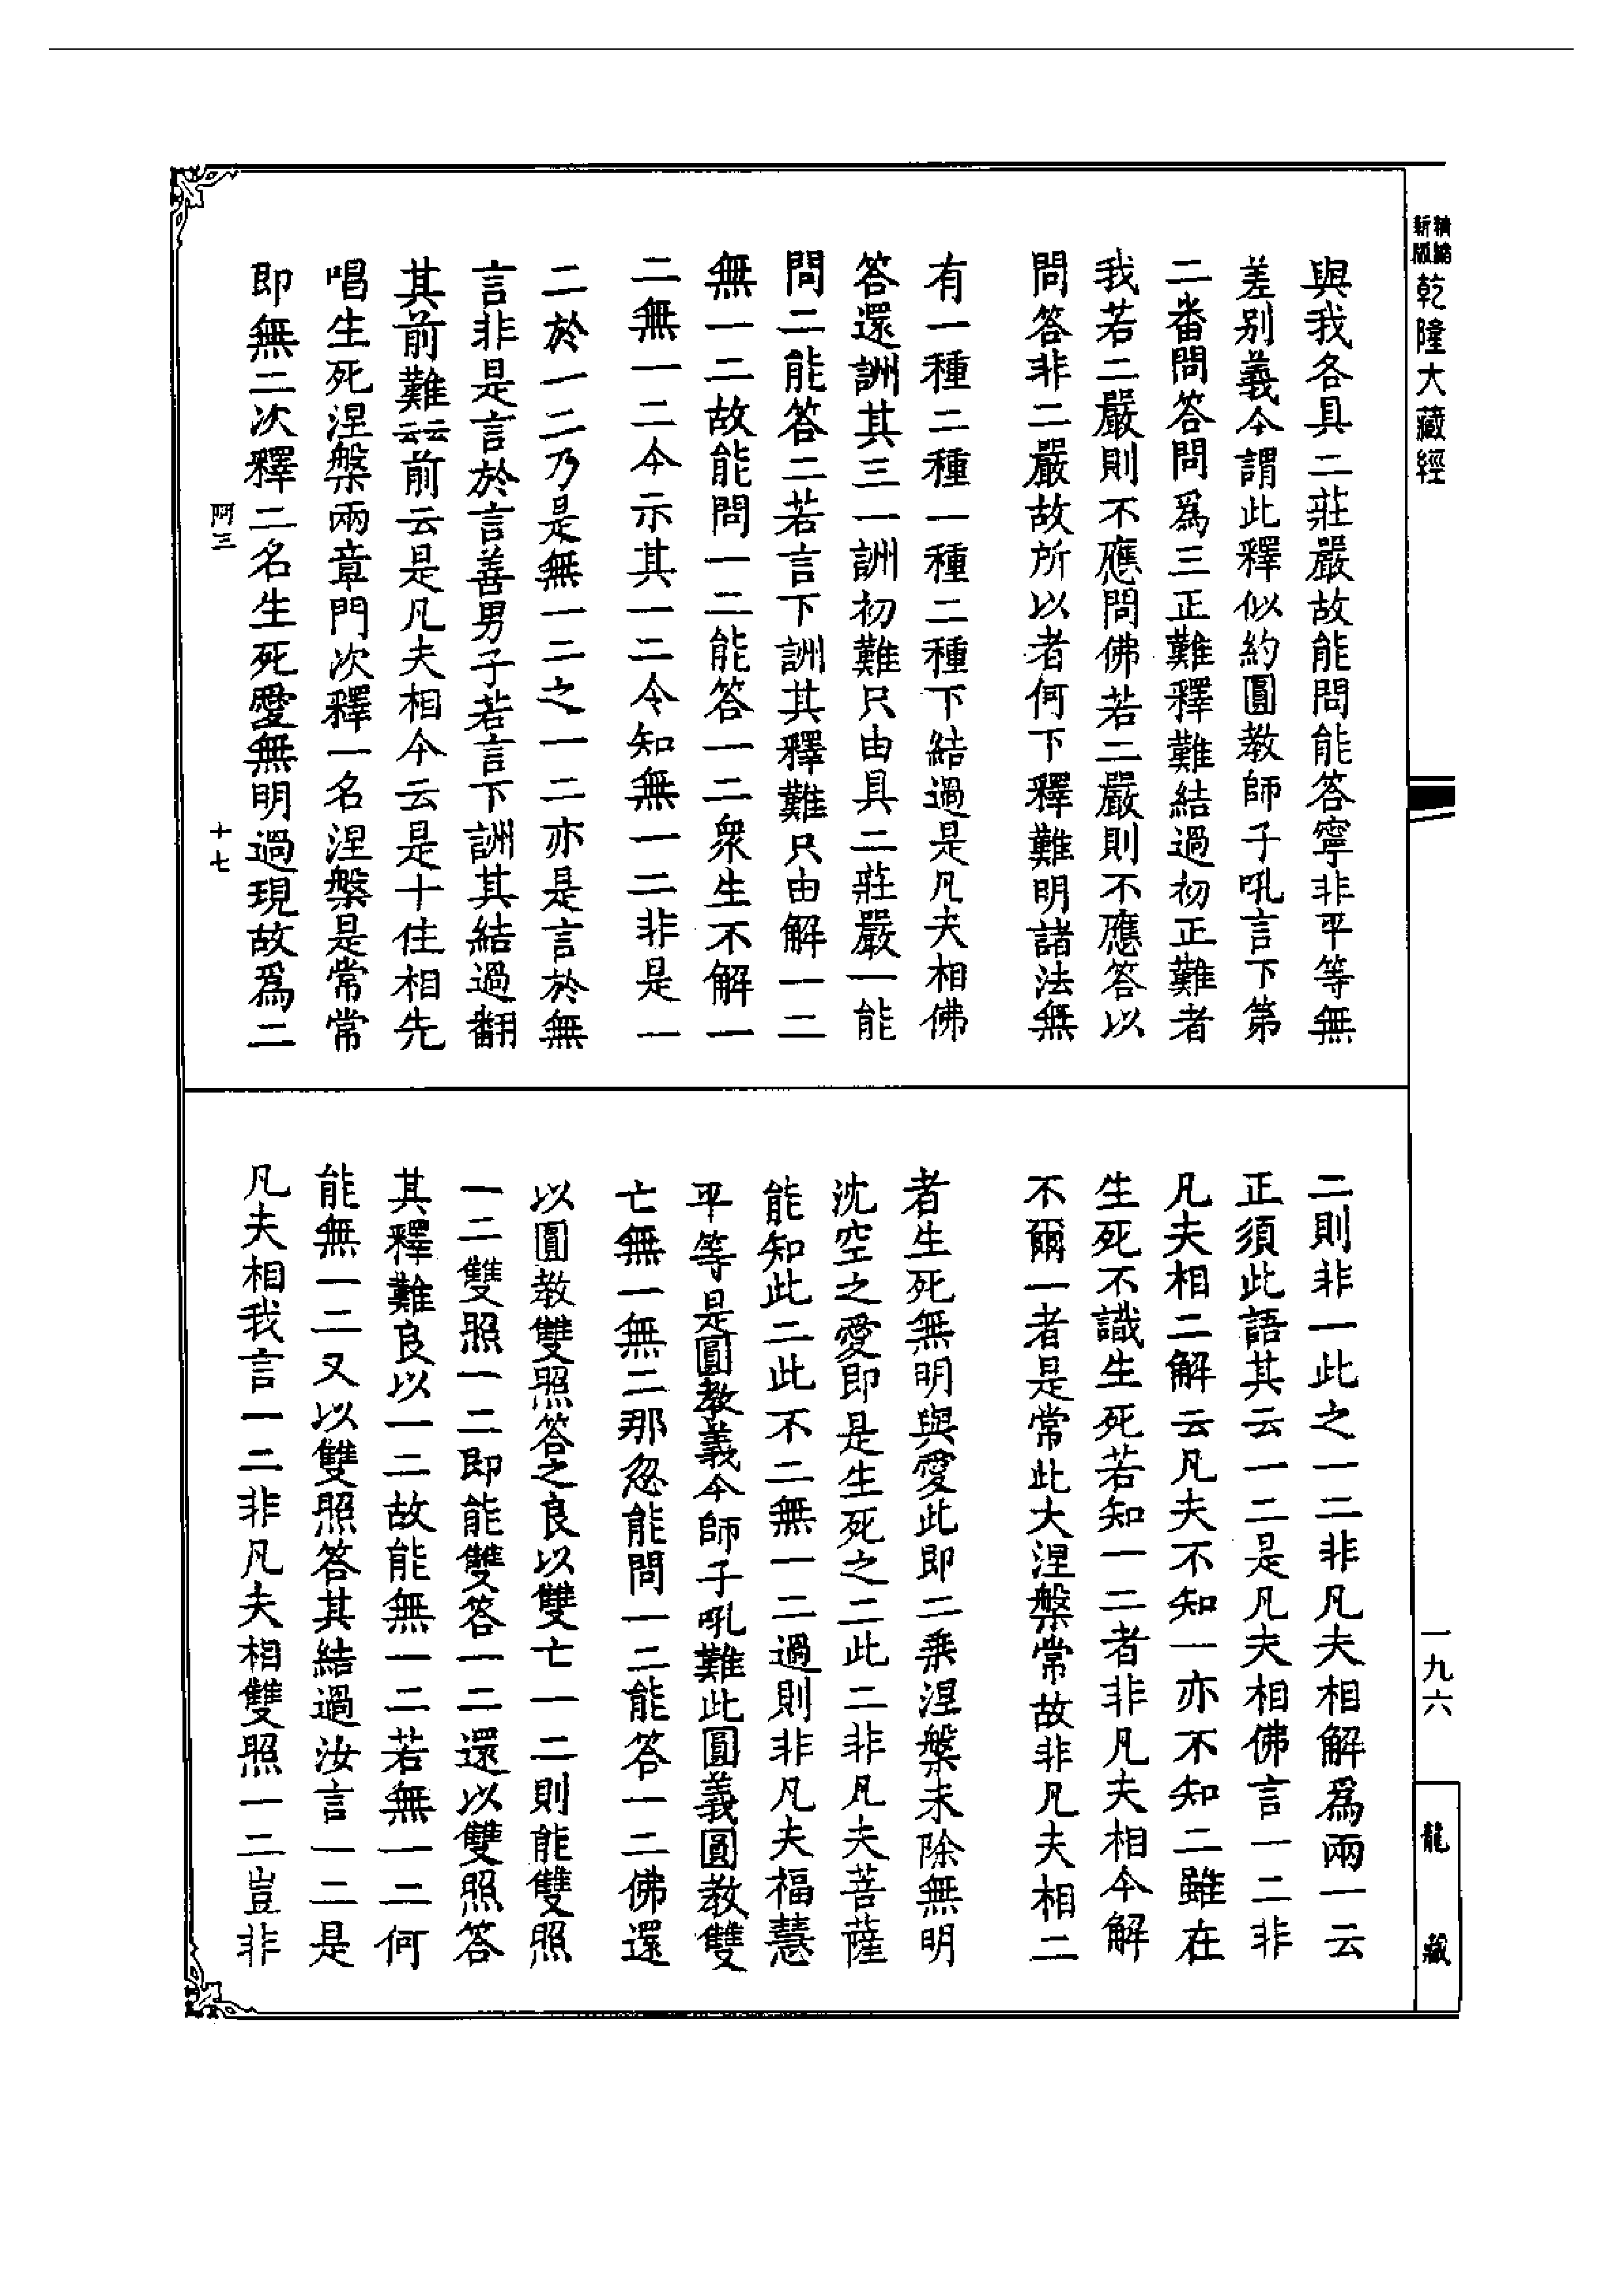 精縮新版乾隆大藏經
與我各具二莊嚴故能問能答寧非平等無
差别義今謂此釋似約圓教師子吼言下第
二番問答問爲三正難釋難結過初正難者
我若二嚴則不應問佛若二嚴則不應答以
問答非二嚴故所以者何下釋難明諸法無
有一種二種一種二種下結過是凡夫相佛
答還詶其三一詶初難只由具二莊嚴一能
問二能答二若言下詶其釋難只由解一二
無一二故能問一二能答一二衆生不解一
二無一二今示其一二令知無一二非是一
二於一二乃是無一二之一二亦是言於無
言非是言於言善男子若言下詶其結過翻
其前難云云前云是凡夫相今云是十住相先
唱生死涅槃兩章門次釋一名涅槃是常常
即無二次釋二名生死愛無明過現故爲二
阿三
十七
二則非一此之一二非凡夫相解爲兩一云
正須此語其云一二是凡夫相佛言一二非
凡夫相二解云凡夫不知一亦不知二雖在
生死不識生死若知一二者非凡夫相今解
不爾一者是常此大涅槃常故非凡夫相二
者生死無明與愛此即二乘涅槃未除無明
沈空之愛即是生死之二此二非凡夫菩薩
能知此二此不二無一二過則非凡夫福慧
平等是圓教義今師子吼難此圓義圓教雙
亡無一無二那忽能問一二能答一二佛還
以圓教雙照答之良以雙亡一二則能雙照
一二雙照一二即能雙答一二還以雙照答
其釋難良以一二故能無一二若無一二何
能無一二又以雙照答其結過汝言一二是
凡夫相我言一二非凡夫相雙照一二豈非
一九六
龍藏